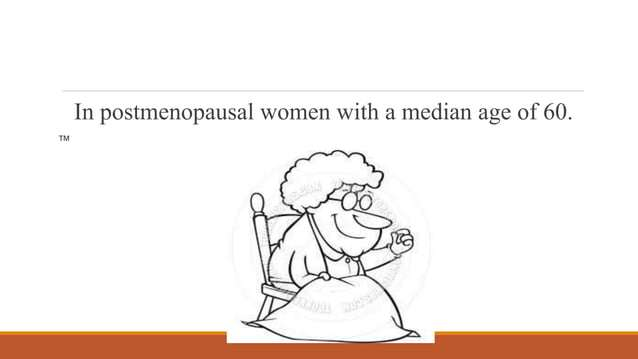 In postmenopausal women with a median age of 60.
™